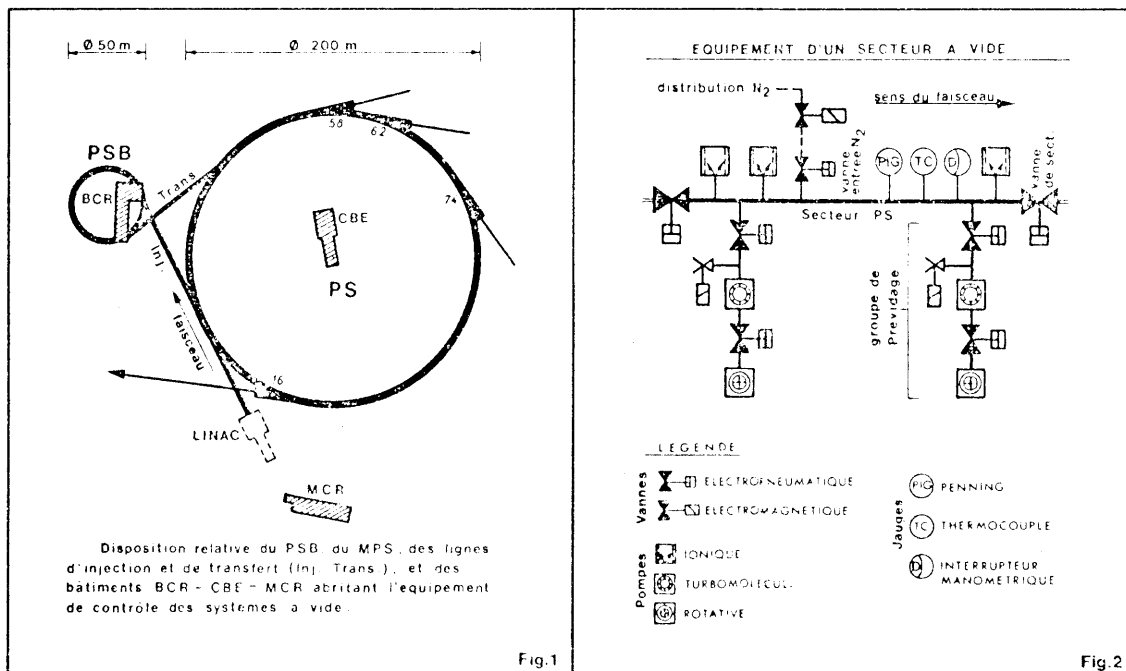 Ø 50 m
Ø 200 m
58
62
PSB
BCR
Trans
74
CBE
Inj.
PS
faisceau
16
LINAC
MCR
Disposition relative du PSB, du MPS, des lignes
d'injection et de transfert (Inj. Trans.), et des
bâtiments BCR - CBE - MCR abritant l'équipement
de contrôle des systèmes a vide.
Fig.1
EQUIPEMENT D'UN SECTEUR A VIDE
distribution N2
sens du faisceau
vanne
entrée N2
PIG
TC
D
vanne
de sect.
Secteur PS
groupe de
Prévidage
LEGENDE
Vannes
ELECTROPNEUMATIQUE
ELECTROMAGNETIQUE
Pompes
IONIQUE
TURBOMOLECUL.
ROTATIVE
Jauges
PIG PENNING
TC THERMOCOUPLE
D INTERRUPTEUR
MANOMETRIQUE
Fig.2